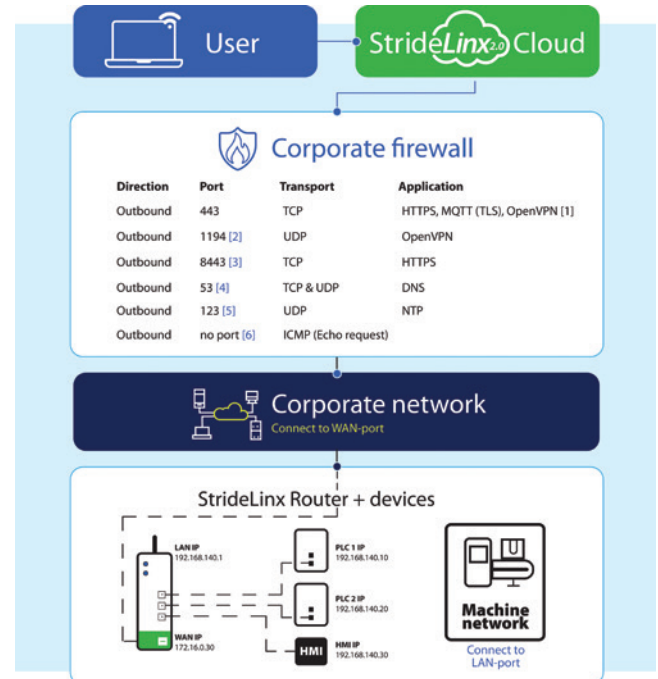 User
StrideLinx 2.0 Cloud
Corporate firewall
Direction Port Transport Application
Outbound 443 TCP HTTPS, MQTT (TLS), OpenVPN [1]
Outbound 1194 [2] UDP OpenVPN
Outbound 8443 [3] TCP HTTPS
Outbound 53 [4] TCP & UDP DNS
Outbound 123 [5] UDP NTP
Outbound no port [6] ICMP (Echo request)
Corporate network
Connect to WAN-port
StrideLinx Router + devices
LAN IP
192.168.140.1
WAN IP
172.16.0.30
PLC 1 IP
192.168.140.10
PLC 2 IP
192.168.140.20
HMI
HMI IP
192.168.140.30
Machine
network
Connect to
LAN-port